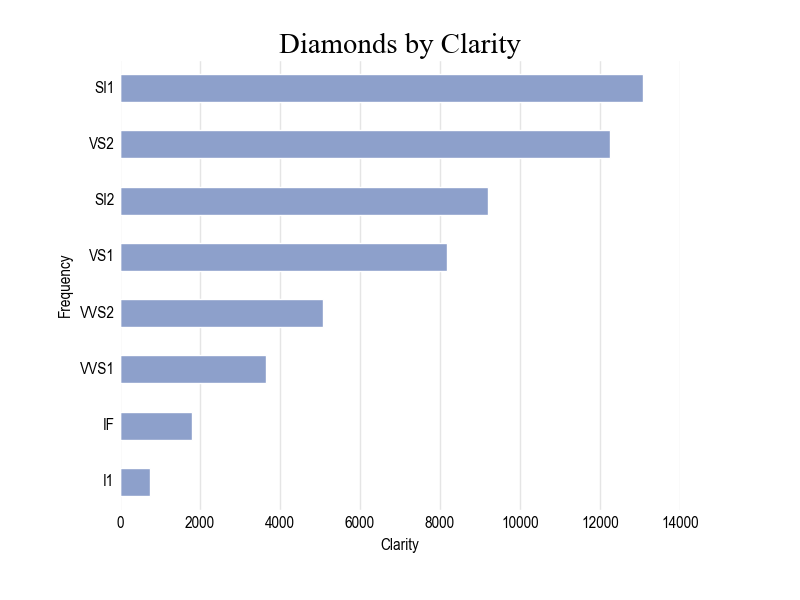 Diamonds by Clarity
SI1
VS2
SI2
VS1
Frequency
VVS2
VVS1
IF
I1
0 2000 4000 6000 8000 10000 12000 14000
Clarity